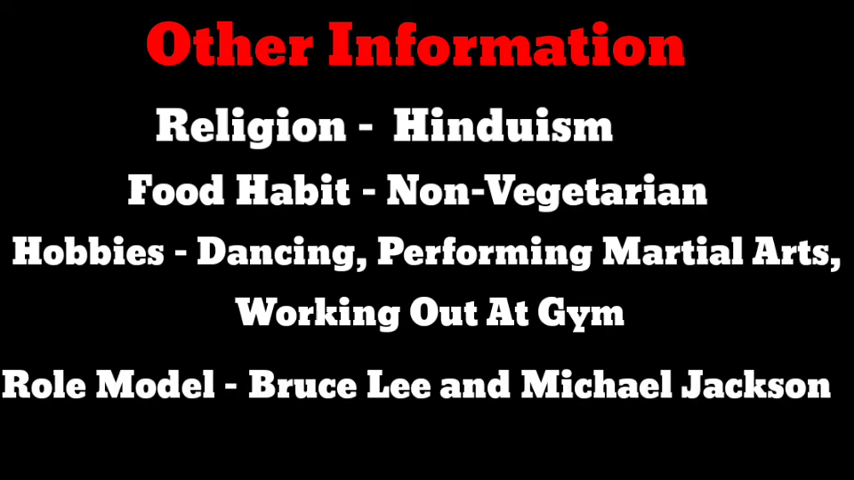 Other Information
Religion - Hinduism
Food Habit - Non-Vegetarian
Hobbies - Dancing, Performing Martial Arts,
Working Out At Gym
Role Model - Bruce Lee and Michael Jackson